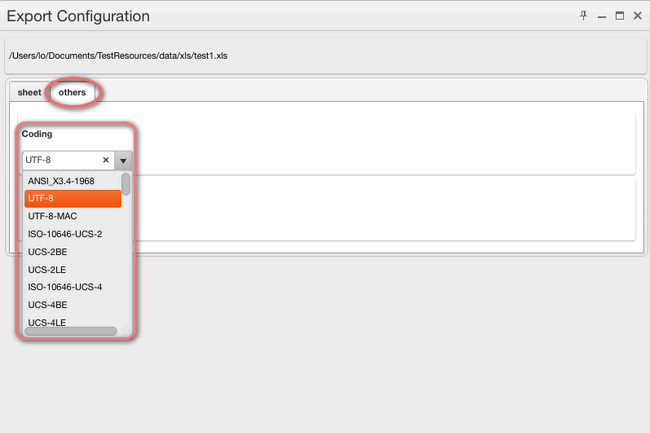 Export Configuration
/Users/lo/Documents/TestResources/data/xls/test1.xls
sheet others
Coding
UTF-8
ANSI_X3.4-1968
UTF-8
UTF-8-MAC
ISO-10646-UCS-2
UCS-2BE
UCS-2LE
ISO-10646-UCS-4
UCS-4BE
UCS-4LE